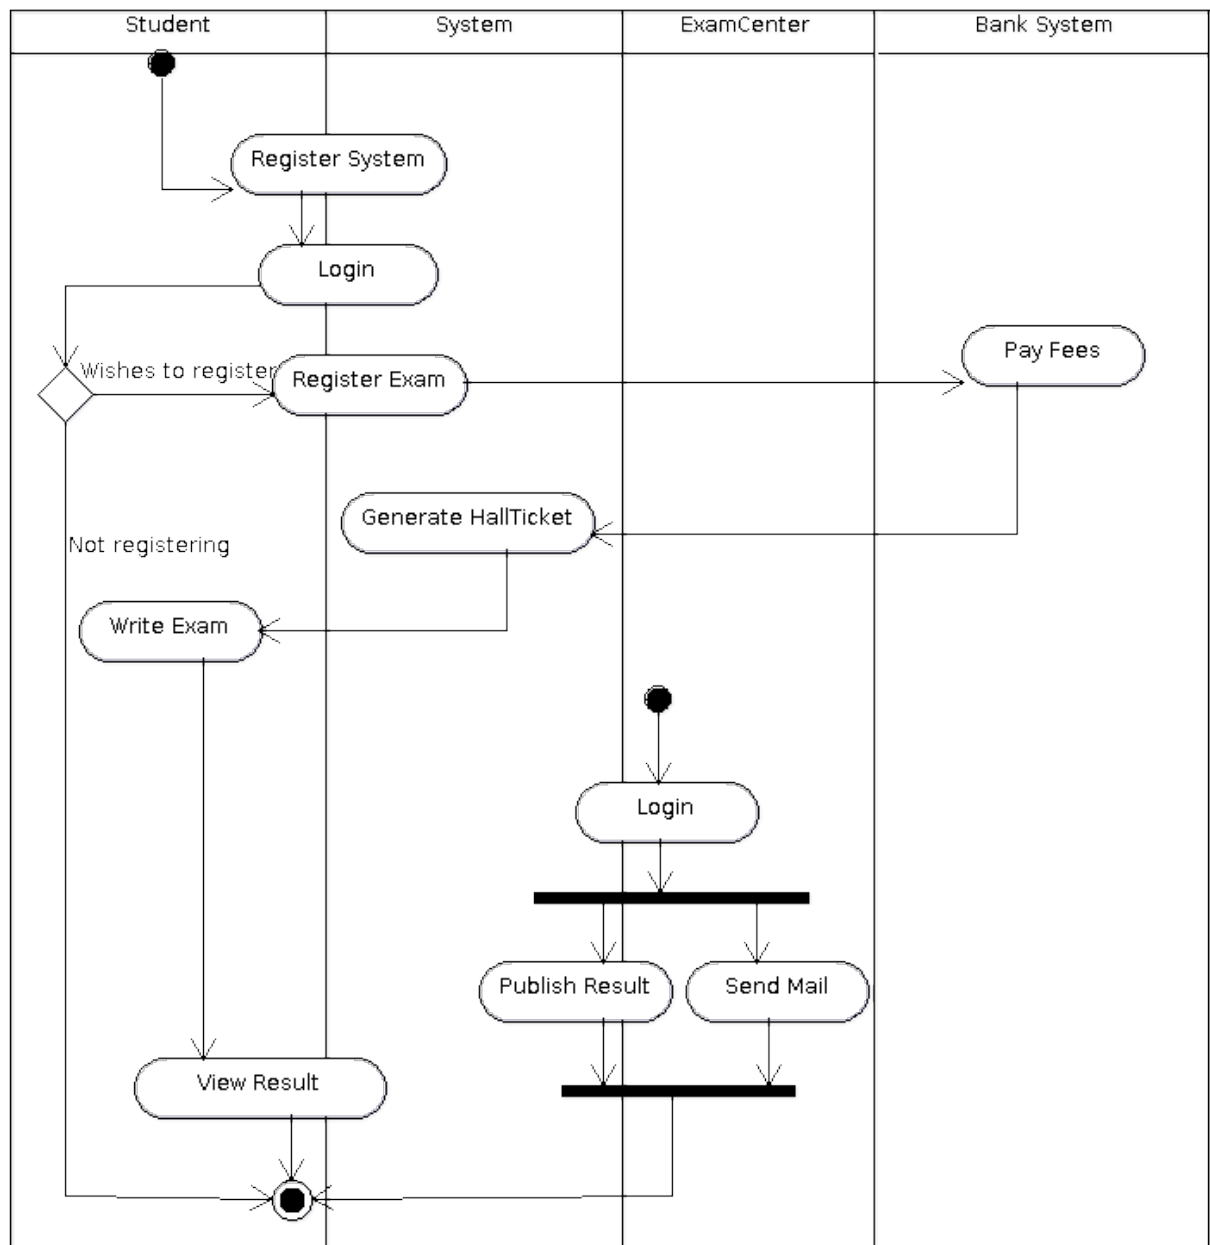 Student
System
ExamCenter
Bank System
Register System
Login
Pay Fees
Wishes to register
Register Exam
Generate HallTicket
Not registering
Write Exam
Login
Publish Result
Send Mail
View Result